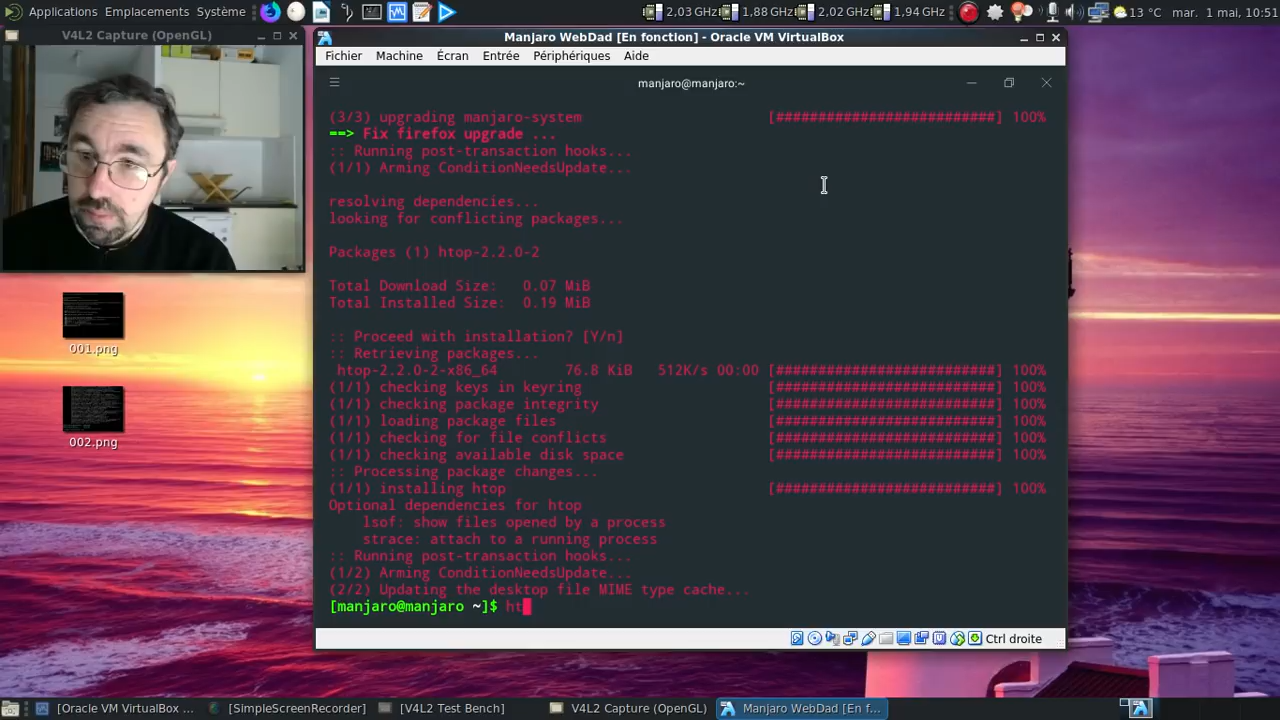 Applications Emplacements Système
2,03 GHz 1,88 GHz 2,02 GHz 1,94 GHz
13 °C mar. 1 mai, 10:51
V4L2 Capture (OpenGL)
Manjaro WebDad [En fonction] - Oracle VM VirtualBox
Fichier Machine Écran Entrée Périphériques Aide
manjaro@manjaro:~
(3/3) upgrading manjaro-system [##########################] 100%
==> Fix firefox upgrade ...
:: Running post-transaction hooks...
(1/1) Arming ConditionNeedsUpdate...
resolving dependencies...
looking for conflicting packages...
Packages (1) htop-2.2.0-2
Total Download Size: 0.07 MiB
Total Installed Size: 0.19 MiB
:: Proceed with installation? [Y/n]
:: Retrieving packages...
htop-2.2.0-2-x86_64 76.8 KiB 512K/s 00:00 [##########################] 100%
(1/1) checking keys in keyring [##########################] 100%
(1/1) checking package integrity [##########################] 100%
(1/1) loading package files [##########################] 100%
(1/1) checking for file conflicts [##########################] 100%
(1/1) checking available disk space [##########################] 100%
:: Processing package changes...
(1/1) installing htop [##########################] 100%
Optional dependencies for htop
lsof: show files opened by a process
strace: attach to a running process
:: Running post-transaction hooks...
(1/2) Arming ConditionNeedsUpdate...
(2/2) Updating the desktop file MIME type cache...
[manjaro@manjaro ~]$ ht
Ctrl droite
001.png
002.png
[Oracle VM VirtualBox ... [SimpleScreenRecorder] [V4L2 Test Bench] V4L2 Capture (OpenGL) Manjaro WebDad [En f...